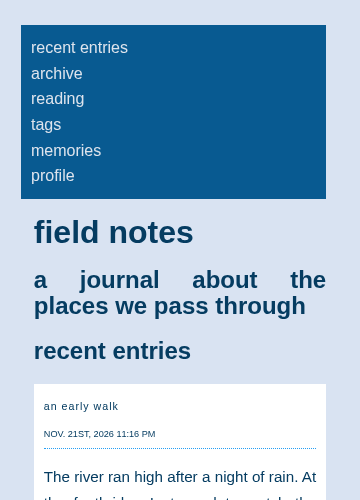 recent entries
archive
reading
tags
memories
profile
field notes
a journal about the
places we pass through
recent entries
an early walk
NOV. 21ST, 2026 11:16 PM
The river ran high after a night of rain. At